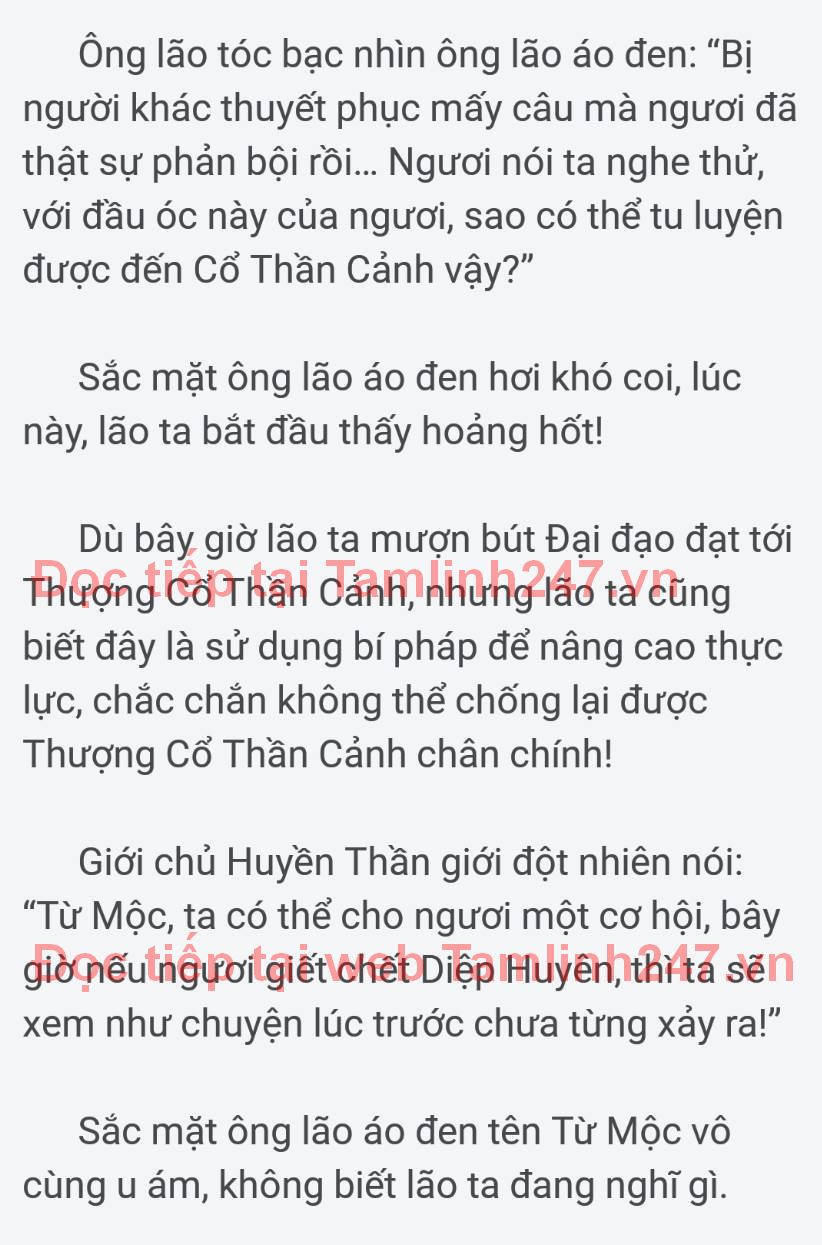 Ông lão tóc bạc nhìn ông lão áo đen: “Bị
người khác thuyết phục mấy câu mà ngươi đã
thật sự phản bội rồi... Ngươi nói ta nghe thử,
với đầu óc này của ngươi, sao có thể tu luyện
được đến Cổ Thần Cảnh vậy?”
Sắc mặt ông lão áo đen hơi khó coi, lúc
này, lão ta bắt đầu thấy hoảng hốt!
Dù bây giờ lão ta mượn bút Đại đạo đạt tới
Đọc tiếp tại Tamlinh247.vn
Thượng Cổ Thần Cảnh, nhưng lão ta cũng
biết đây là sử dụng bí pháp để nâng cao thực
lực, chắc chắn không thể chống lại được
Thượng Cổ Thần Cảnh chân chính!
Giới chủ Huyền Thần giới đột nhiên nói:
“Từ Mộc, ta có thể cho ngươi một cơ hội, bây
Đọc tiếp tại web Tamlinh247.vn
giờ nếu ngươi giết chết Diệp Huyên, thì ta sẽ
xem như chuyện lúc trước chưa từng xảy ra!”
Sắc mặt ông lão áo đen tên Từ Mộc vô
cùng u ám, không biết lão ta đang nghĩ gì.